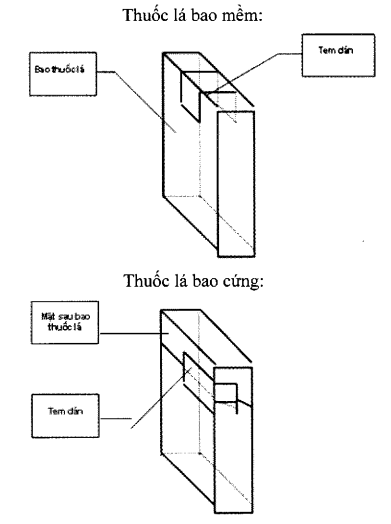 Thuốc lá bao mềm:
Tem dán
Bao thuốc lá
Thuốc lá bao cứng:
Mặt sau bao
thuốc lá
Tem dán